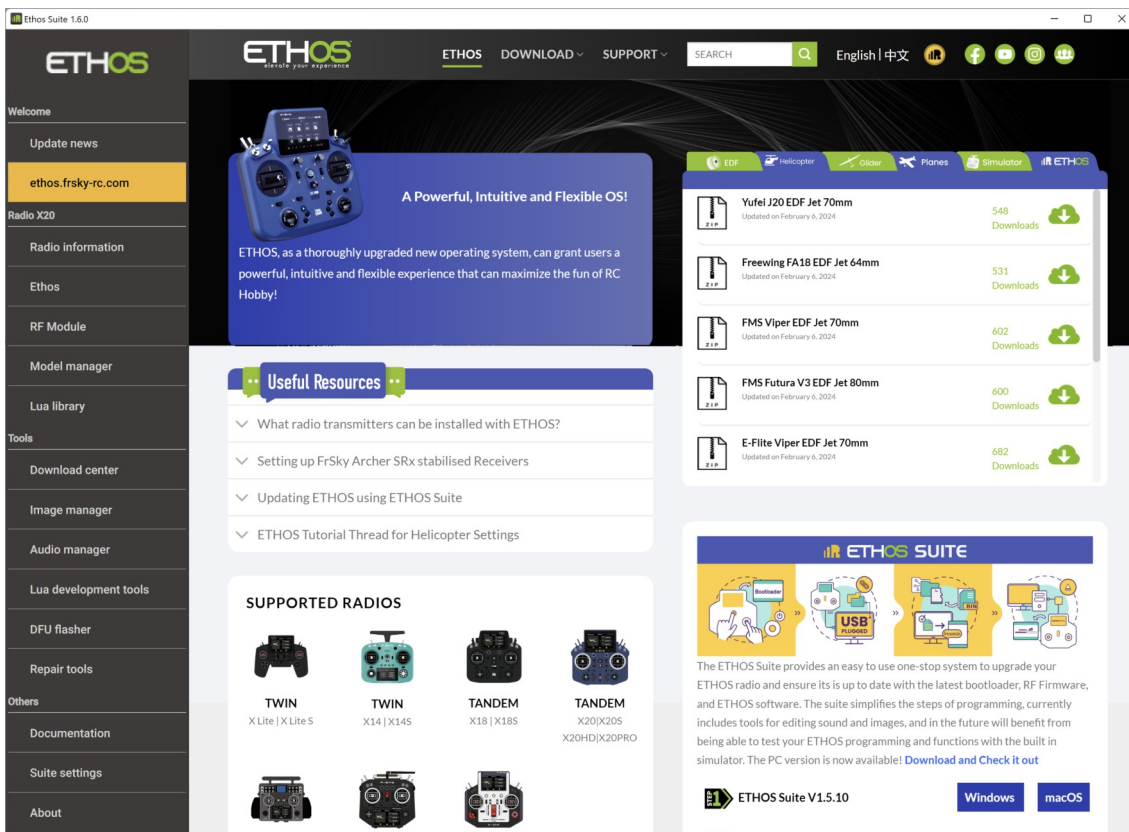 Ethos Suite 1.6.0
ETHOS
Welcome
Update news
ethos.frsky-rc.com
Radio X20
Radio information
Ethos
RF Module
Model manager
Lua library
Tools
Download center
Image manager
Audio manager
Lua development tools
DFU flasher
Repair tools
Others
Documentation
Suite settings
About
ETHOS
elevate your experience
ETHOS
DOWNLOAD
SUPPORT
SEARCH
English | 中文
A Powerful, Intuitive and Flexible OS!
ETHOS, as a thoroughly upgraded new operating system, can grant users a
powerful, intuitive and flexible experience that can maximize the fun of RC
Hobby!
EDF
Helicopter
Glider
Planes
Simulator
ETHOS
ZIP
Yufei J20 EDF Jet 70mm
Updated on February 6, 2024
548
Downloads
ZIP
Freewing FA18 EDF Jet 64mm
Updated on February 6, 2024
531
Downloads
ZIP
FMS Viper EDF Jet 70mm
Updated on February 6, 2024
602
Downloads
ZIP
FMS Futura V3 EDF Jet 80mm
Updated on February 6, 2024
600
Downloads
ZIP
E-Flite Viper EDF Jet 70mm
Updated on February 6, 2024
682
Downloads
Useful Resources
What radio transmitters can be installed with ETHOS?
Setting up FrSky Archer SRx stabilised Receivers
Updating ETHOS using ETHOS Suite
ETHOS Tutorial Thread for Helicopter Settings
SUPPORTED RADIOS
TWIN
X Lite | X Lite S
TWIN
X14 | X14S
TANDEM
X18 | X18S
TANDEM
X20|X20S
X20HD|X20PRO
ETHOS SUITE
Bootloader
USB
PLUGGED
BIN
The ETHOS Suite provides an easy to use one-stop system to upgrade your
ETHOS radio and ensure its is up to date with the latest bootloader, RF Firmware,
and ETHOS software. The suite simplifies the steps of programming, currently
includes tools for editing sound and images, and in the future will benefit from
being able to test your ETHOS programming and functions with the built in
simulator. The PC version is now available! Download and Check it out
STEP 1
ETHOS Suite V1.5.10
Windows
macOS